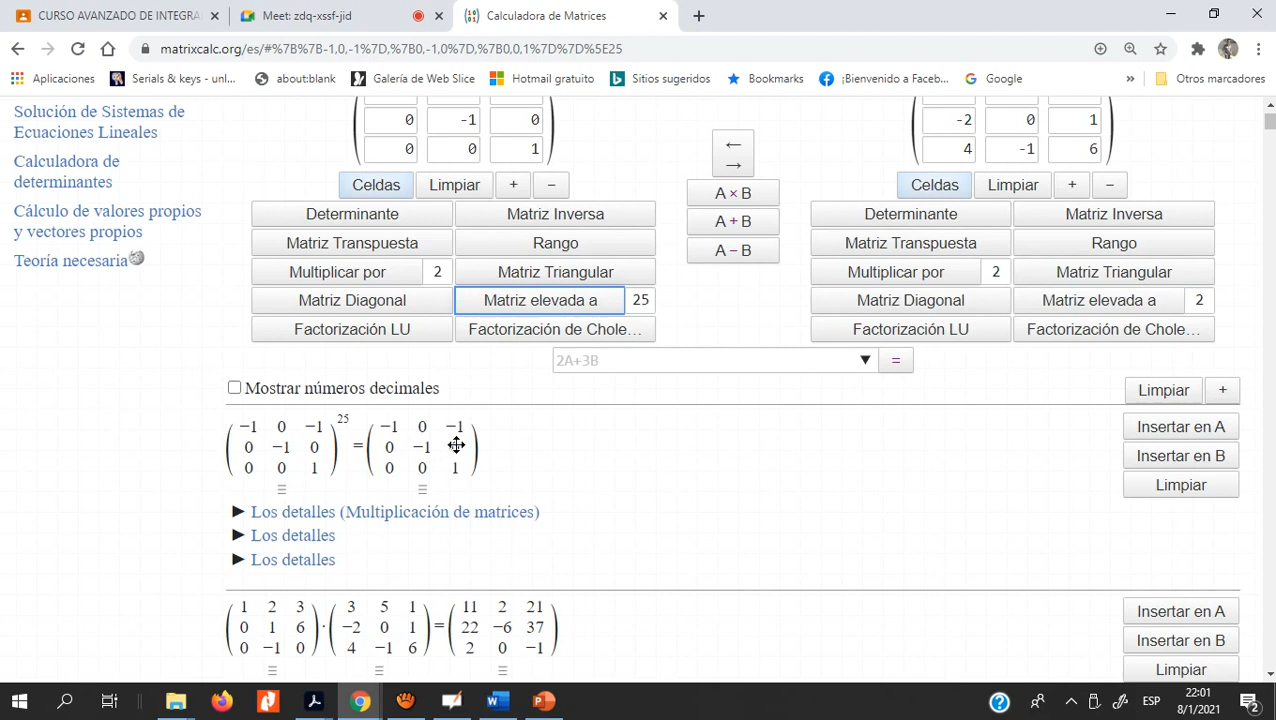 CURSO AVANZADO DE INTEGRA
Meet: zdq-xssf-jid
Calculadora de Matrices
matrixcalc.org/es/#%7B%7B-1,0,-1%7D,%7B0,-1,0%7D,%7B0,0,1%7D%7D%5E25
Aplicaciones Serials & keys - unl... about:blank Galería de Web Slice Hotmail gratuito Sitios sugeridos Bookmarks ¡Bienvenido a Faceb... Google » Otros marcadores
Solución de Sistemas de
Ecuaciones Lineales
Calculadora de
determinantes
Cálculo de valores propios
y vectores propios
Teoría necesaria
0 -1 0
0 0 1
Celdas Limpiar + −
Determinante Matriz Inversa
Matriz Transpuesta Rango
Multiplicar por 2 Matriz Triangular
Matriz Diagonal Matriz elevada a 25
Factorización LU Factorización de Chole...
← →
A × B
A + B
A − B
-2 0 1
4 -1 6
Celdas Limpiar + −
Determinante Matriz Inversa
Matriz Transpuesta Rango
Multiplicar por 2 Matriz Triangular
Matriz Diagonal Matriz elevada a 2
Factorización LU Factorización de Chole...
2A+3B ▼ =
Mostrar números decimales Limpiar +
25
−1 0 −1 −1 0 −1
0 −1 0 = 0 −1
0 0 1 0 0 1
Insertar en A
Insertar en B
Limpiar
► Los detalles (Multiplicación de matrices)
► Los detalles
► Los detalles
1 2 3 3 5 1 11 2 21
0 1 6 · −2 0 1 = 22 −6 37
0 −1 0 4 −1 6 2 0 −1
Insertar en A
Insertar en B
Limpiar
ESP
22:01
8/1/2021
2